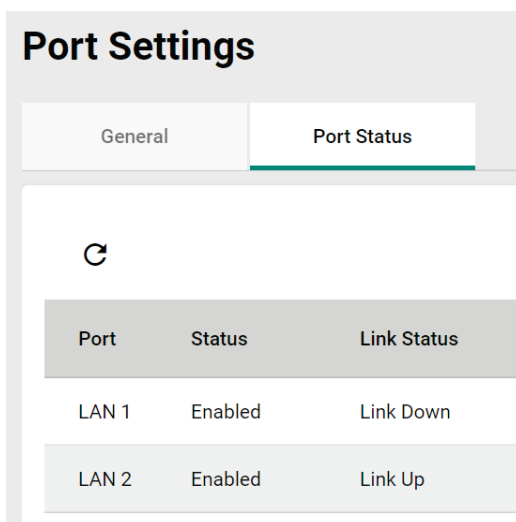 Port Settings
General Port Status
Port Status Link Status
LAN 1 Enabled Link Down
LAN 2 Enabled Link Up